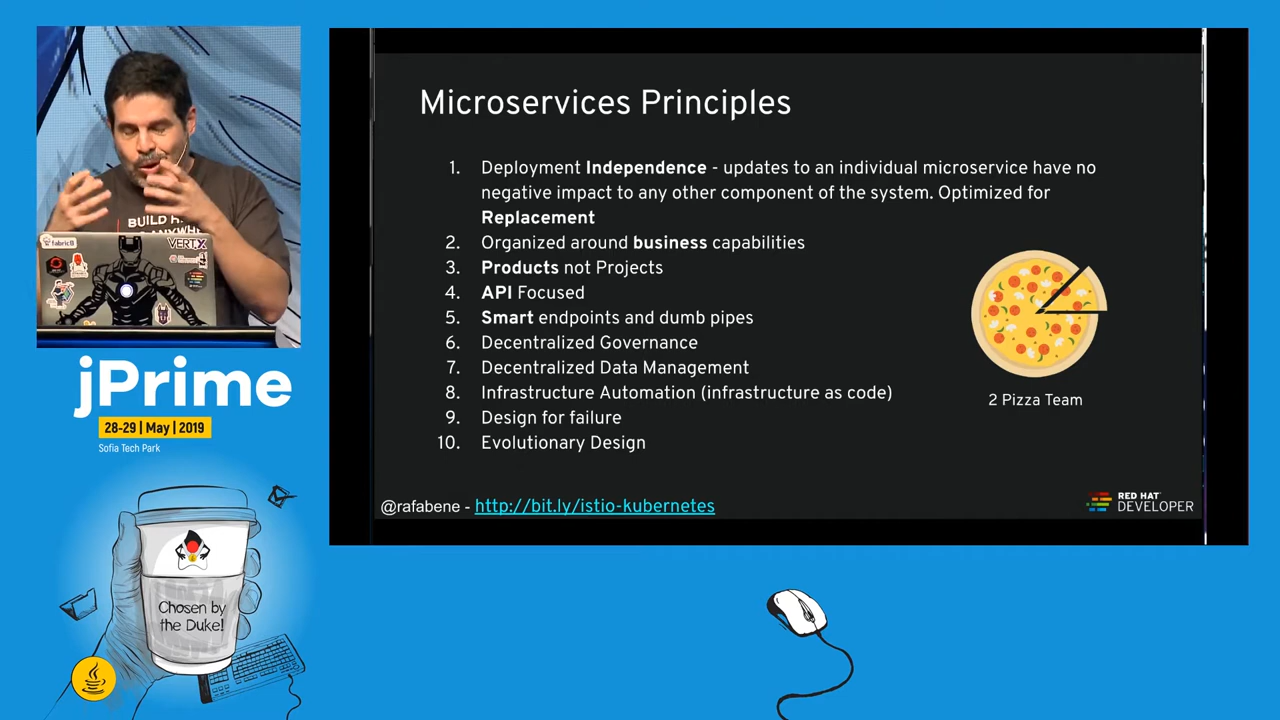 BUILD H
fabric8
VERT.X
jPrime
28-29 | May | 2019
Sofia Tech Park
Chosen by
the Duke!
Microservices Principles
1. Deployment Independence - updates to an individual microservice have no
negative impact to any other component of the system. Optimized for
Replacement
2. Organized around business capabilities
3. Products not Projects
4. API Focused
5. Smart endpoints and dumb pipes
6. Decentralized Governance
7. Decentralized Data Management
8. Infrastructure Automation (infrastructure as code)
9. Design for failure
10. Evolutionary Design
2 Pizza Team
@rafabene - http://bit.ly/istio-kubernetes
RED HAT
DEVELOPER